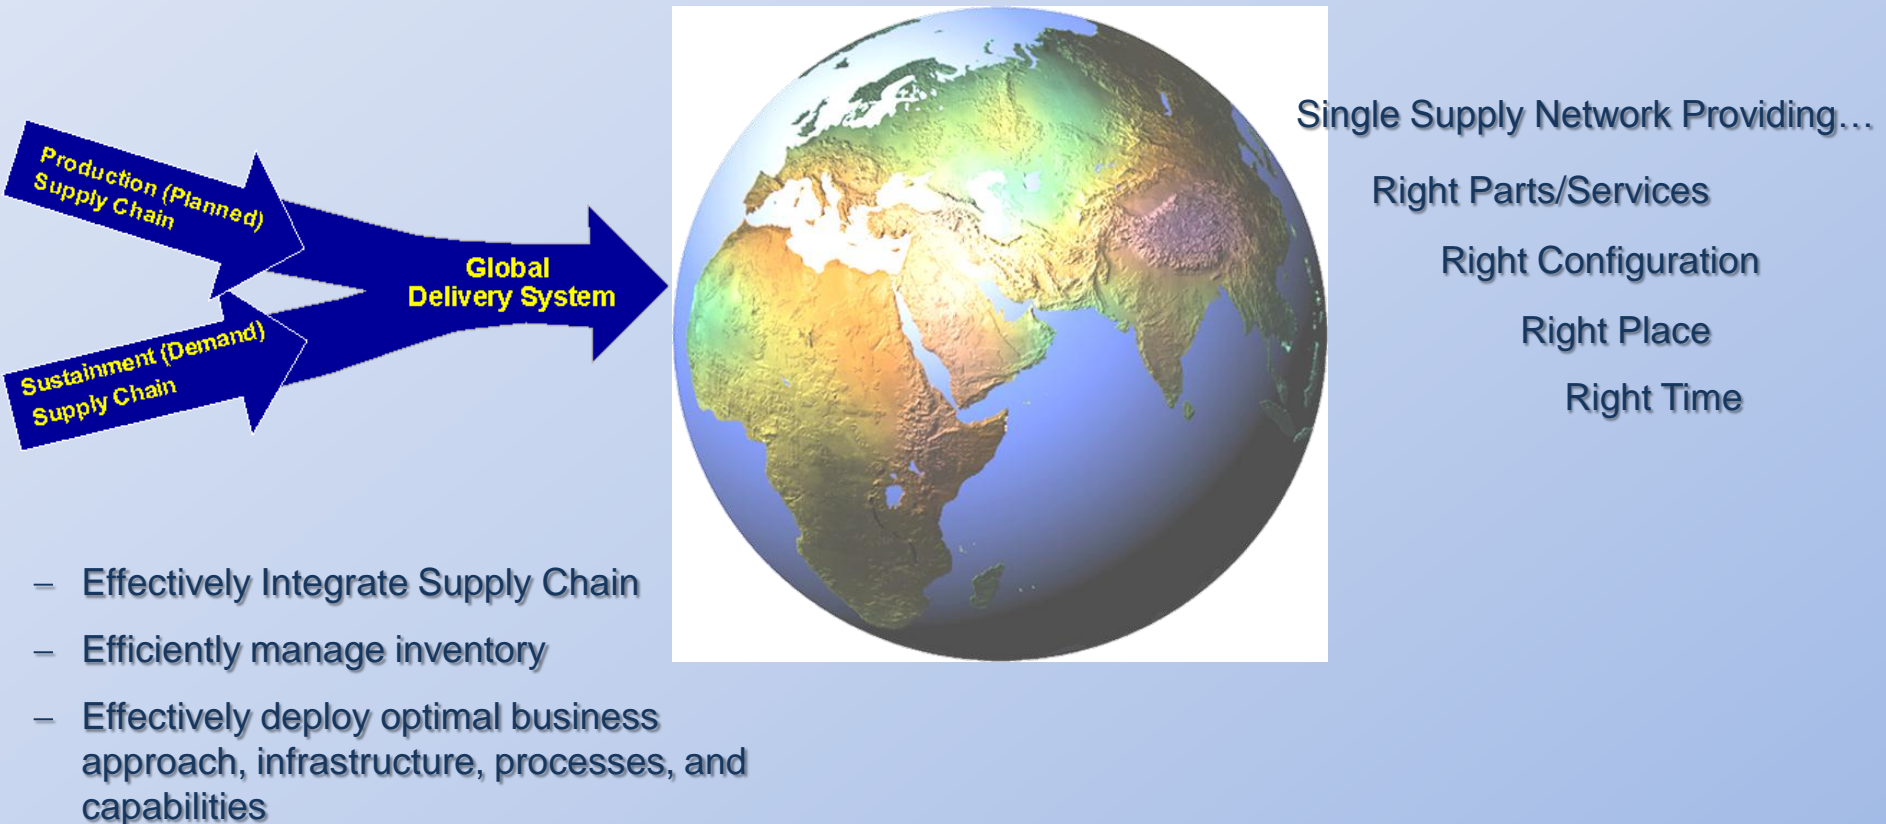 Production (Planned)
Supply Chain
Sustainment (Demand)
Supply Chain
Global
Delivery System
Single Supply Network Providing…
Right Parts/Services
Right Configuration
Right Place
Right Time
– Effectively Integrate Supply Chain
– Efficiently manage inventory
– Effectively deploy optimal business
approach, infrastructure, processes, and
capabilities